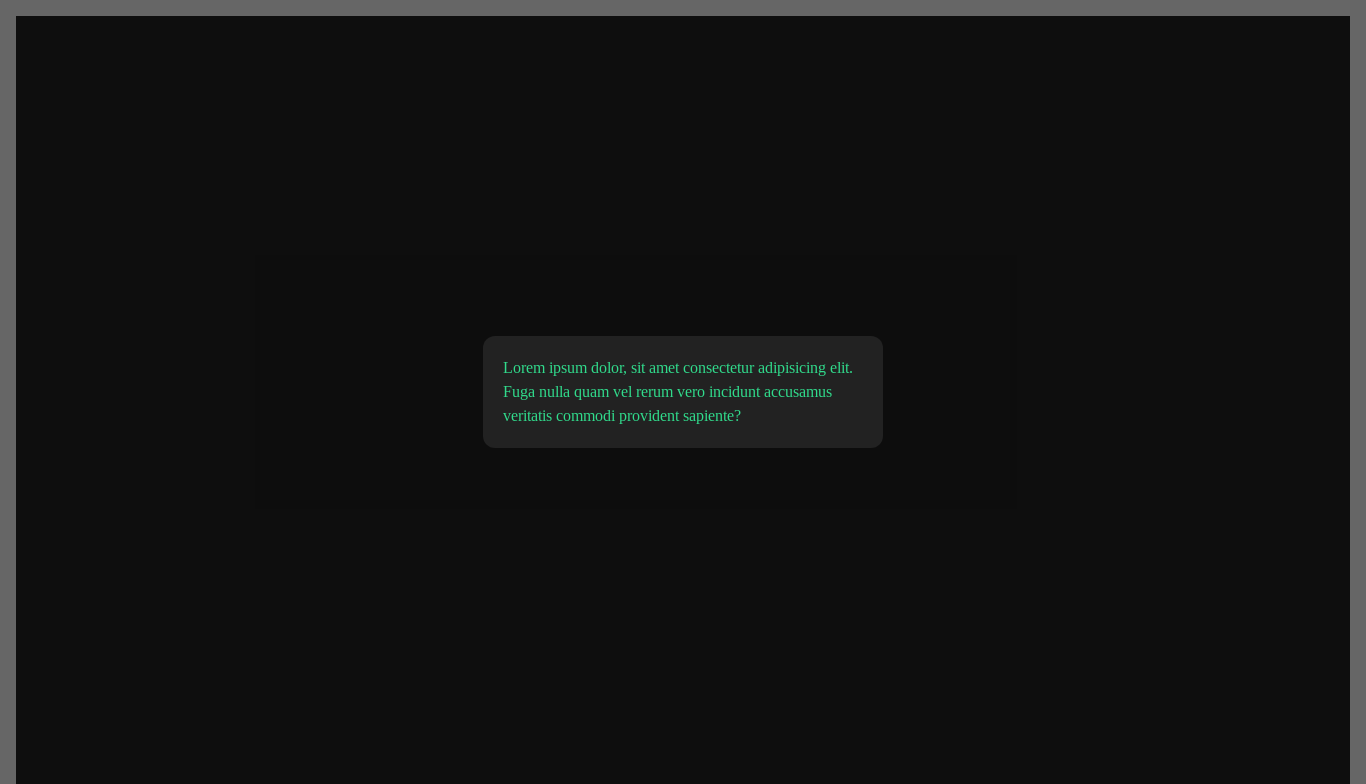 Lorem ipsum dolor, sit amet consectetur adipisicing elit.
Fuga nulla quam vel rerum vero incidunt accusamus
veritatis commodi provident sapiente?